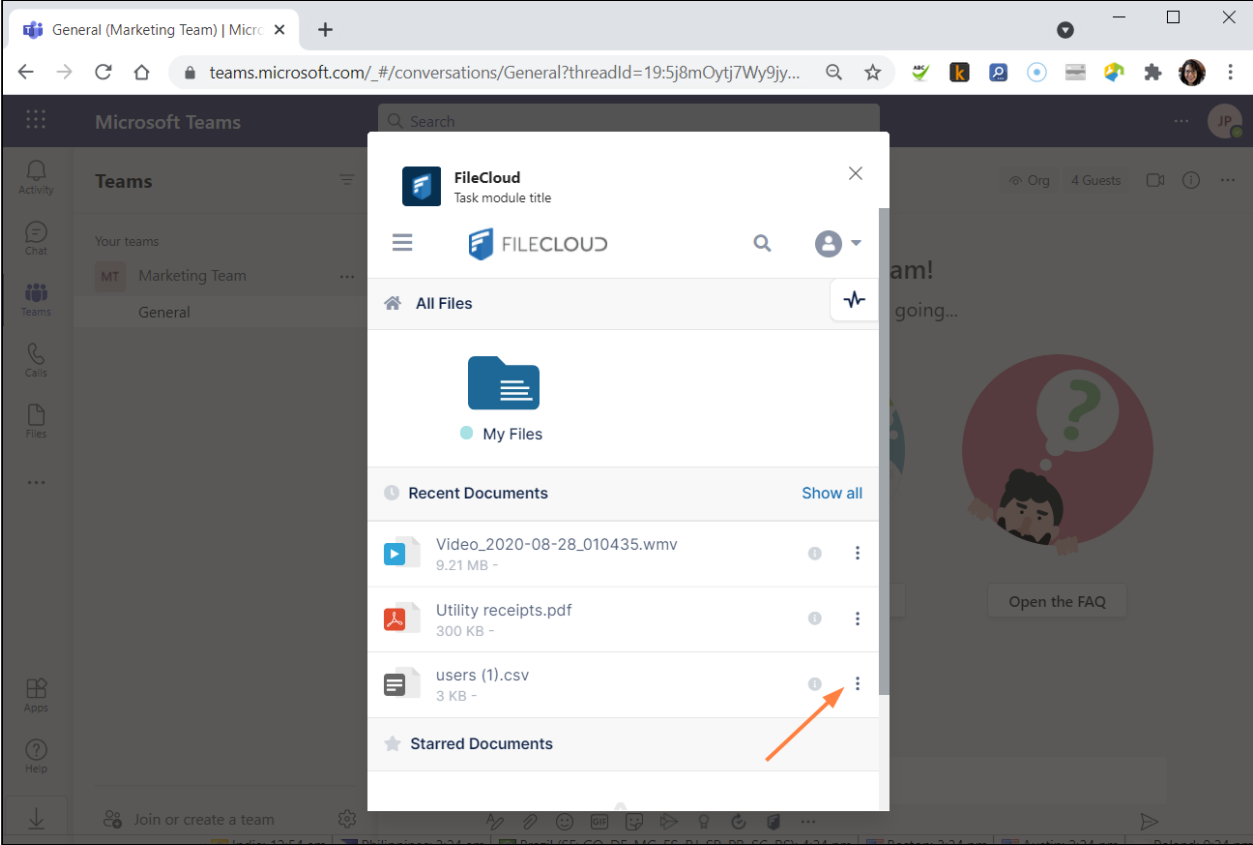 General (Marketing Team) | Micro
teams.microsoft.com/_#/conversations/General?threadId=19:5j8mOytj7Wy9jy...
ABC
k
Microsoft Teams
Search
JP
Activity
Chat
Teams
Calls
Files
Apps
Help
Teams
Your teams
MT Marketing Team
General
Join or create a team
Org 4 Guests
am!
going...
Open the FAQ
FileCloud
Task module title
FILECLOUD
All Files
My Files
Recent Documents Show all
Video_2020-08-28_010435.wmv
9.21 MB -
Utility receipts.pdf
300 KB -
users (1).csv
3 KB -
Starred Documents
GIF